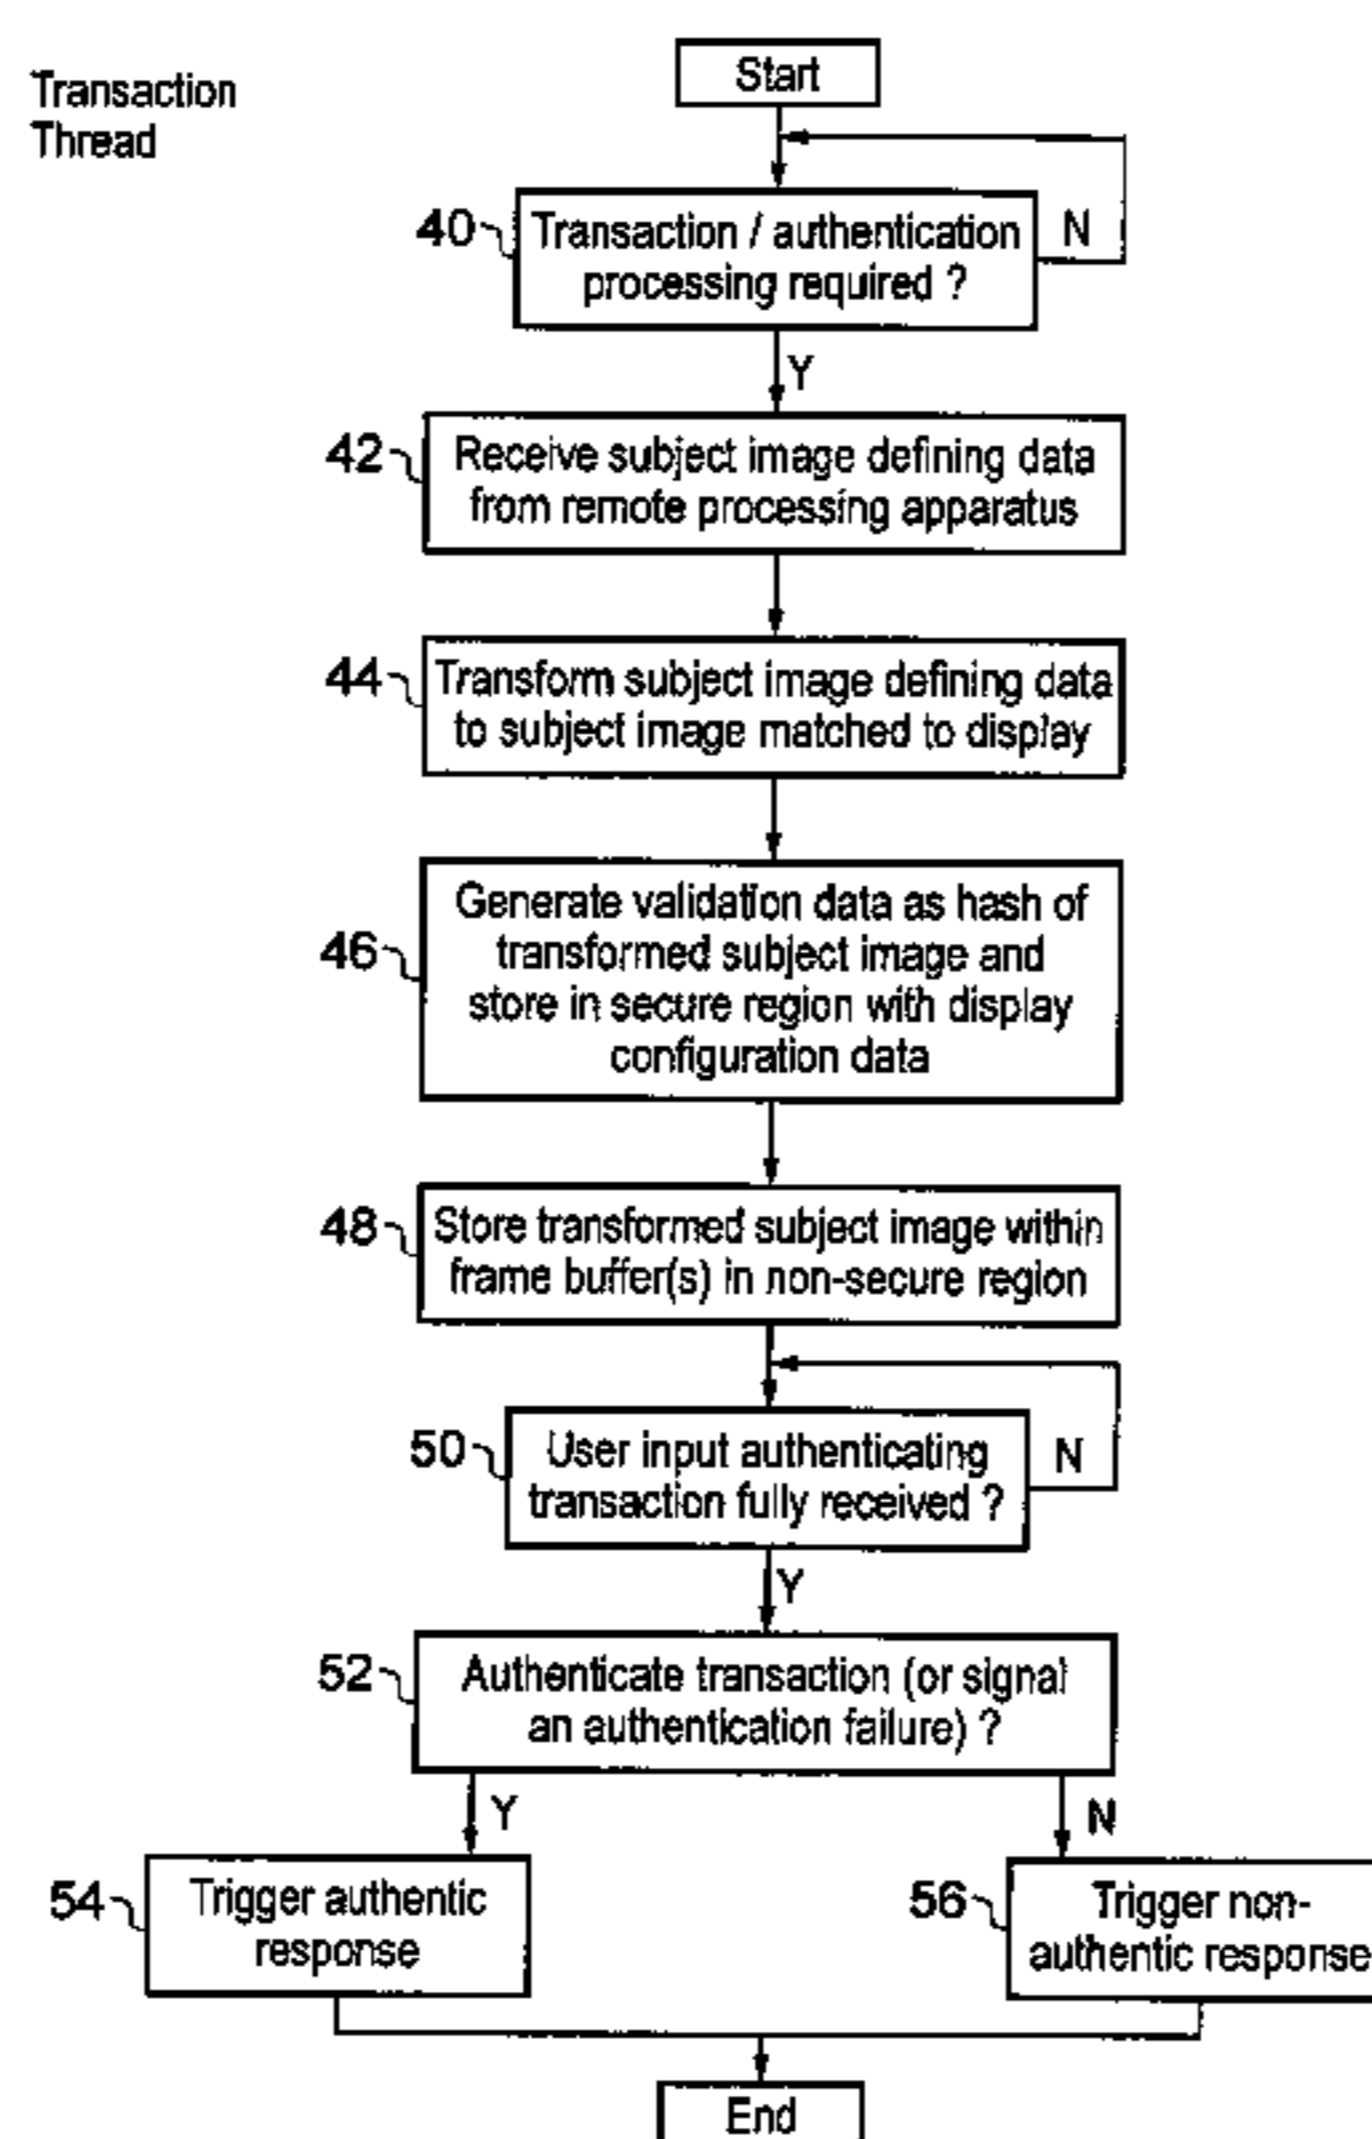 Transaction
Thread
Start
40
Transaction / authentication
processing required ?
N
Y
42
Receive subject image defining data
from remote processing apparatus
44
Transform subject image defining data
to subject image matched to display
46
Generate validation data as hash of
transformed subject image and
store in secure region with display
configuration data
48
Store transformed subject image within
frame buffer(s) in non-secure region
50
User input authenticating
transaction fully received ?
N
Y
52
Authenticate transaction (or signal
an authentication failure) ?
Y
N
54
Trigger authentic
response
56
Trigger non-
authentic response
End